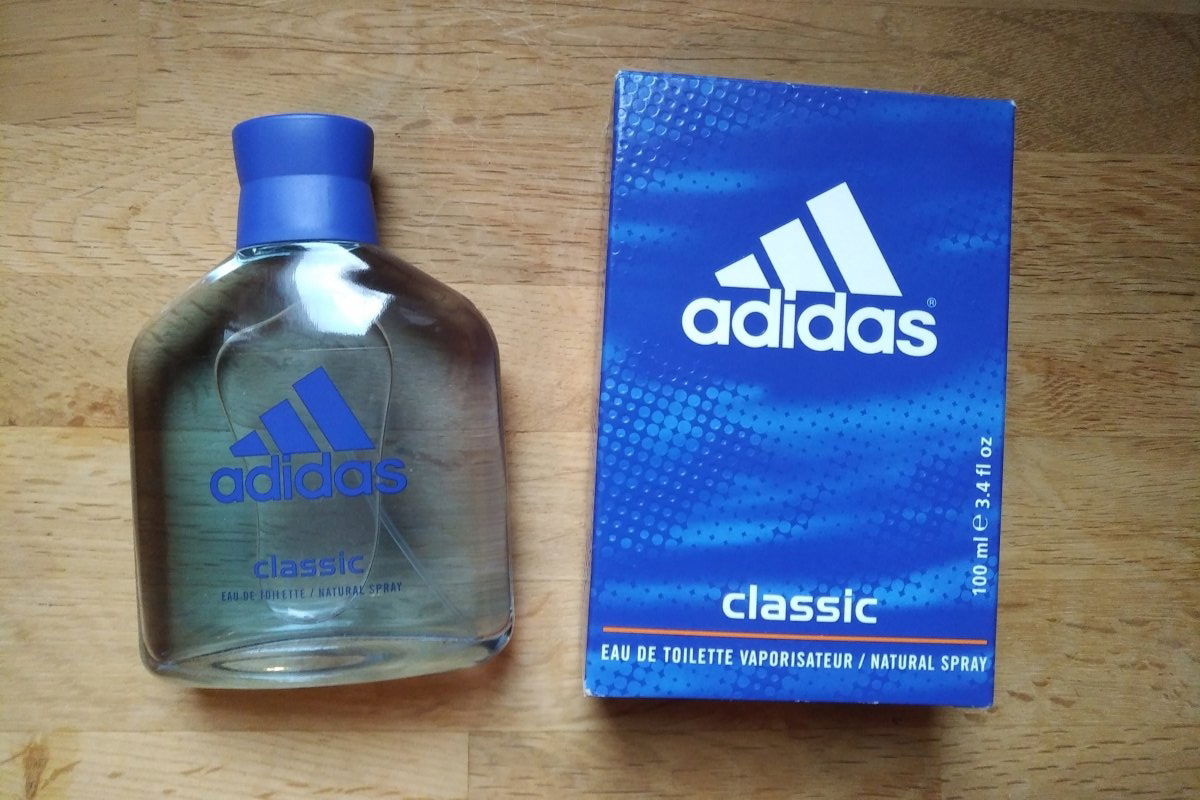 adidas
classic
EAU DE TOILETTE / NATURAL SPRAY
adidas®
100 ml ℮ 3.4 fl oz
classic
EAU DE TOILETTE VAPORISATEUR / NATURAL SPRAY